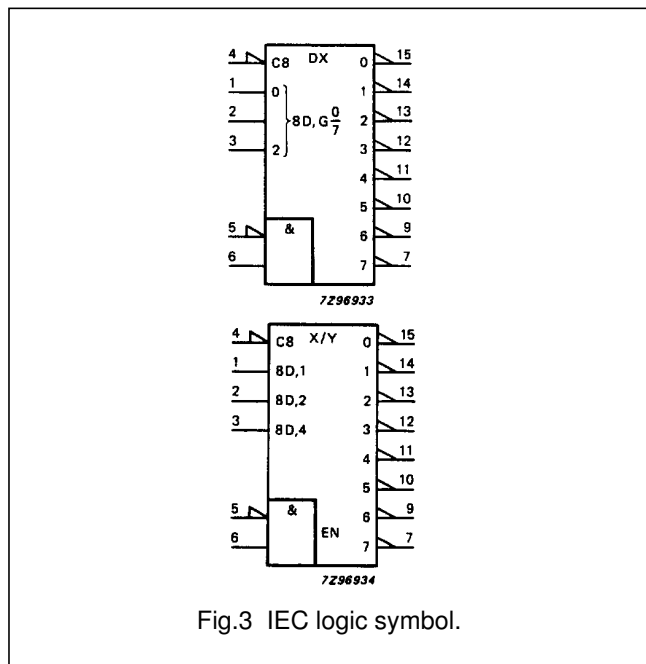 4 C8 DX 0 15
1 0 1 14
2 8D, G 0/7 2 13
3 2 3 12
4 11
5 10
5 & 6 9
6 7 7
7Z96933
4 C8 X/Y 0 15
1 8D,1 1 14
2 8D,2 2 13
3 8D,4 3 12
4 11
5 10
5 & 6 9
6 EN 7 7
7Z96934
Fig.3 IEC logic symbol.